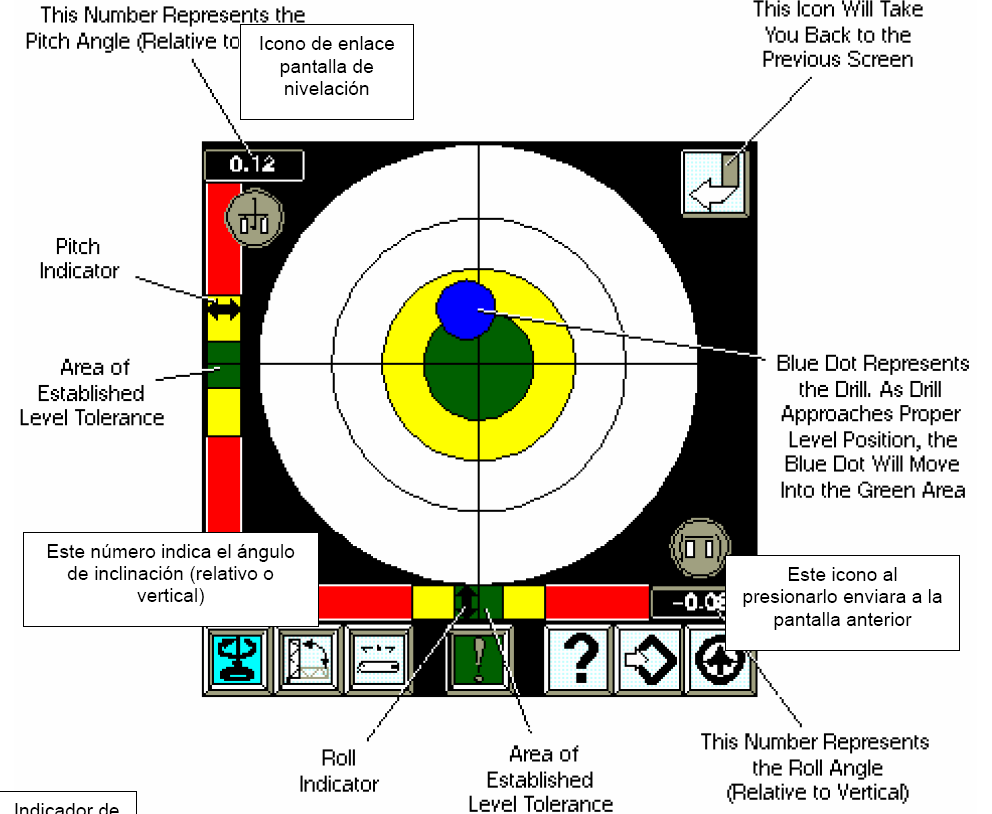 This Number Represents the
Pitch Angle (Relative to
Icono de enlace
pantalla de
nivelación
This Icon Will Take
You Back to the
Previous Screen
0.12
Pitch
Indicator
Area of
Established
Level Tolerance
Blue Dot Represents
the Drill. As Drill
Approaches Proper
Level Position, the
Blue Dot Will Move
Into the Green Area
Este número indica el ángulo
de inclinación (relativo o
vertical)
Este icono al
presionarlo enviara a la
pantalla anterior
!
?
Roll
Indicator
Area of
Established
Level Tolerance
This Number Represents
the Roll Angle
(Relative to Vertical)
Indicador de